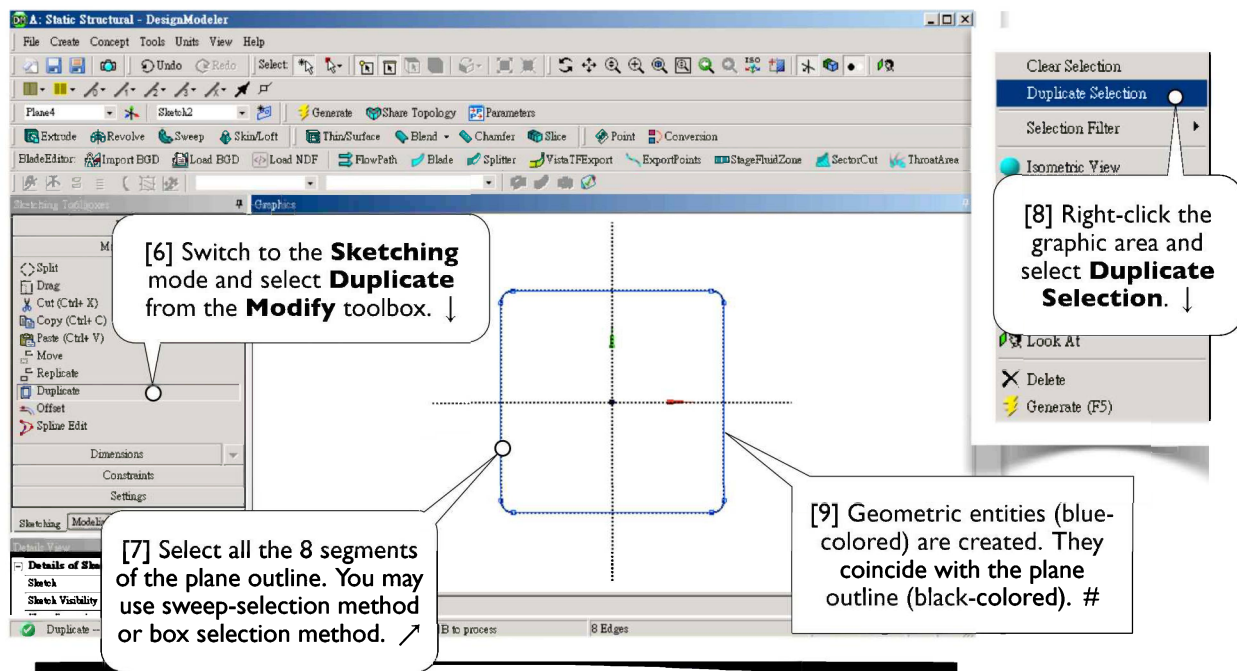 A: Static Structural - DesignModeler
File Create Concept Tools Units View Help
Undo Redo Select:
Plane4 Sketch2 Generate Share Topology Parameters
Extrude Revolve Sweep Skin/Loft Thin/Surface Blend Chamfer Slice Point Conversion
BladeEditor: Import BGD Load BGD Load NDF FlowPath Blade Splitter VistaTFExport ExportPoints StageFluidZone SectorCut ThroatArea
Sketching Toolboxes Graphics
Split
Drag
Cut (Ctrl+ X)
Copy (Ctrl+ C)
Paste (Ctrl+ V)
Move
Replicate
Duplicate
Offset
Spline Edit
Dimensions
Constraints
Settings
Sketching
Details View
Details of
Sketch
Sketch Visibility
Duplicate -- B to process 8 Edges
[6] Switch to the Sketching
mode and select Duplicate
from the Modify toolbox. ↓
[7] Select all the 8 segments
of the plane outline. You may
use sweep-selection method
or box selection method. ↗
Clear Selection
Duplicate Selection
Selection Filter
Isometric View
[8] Right-click the
graphic area and
select Duplicate
Selection. ↓
Look At
Delete
Generate (F5)
[9] Geometric entities (blue-
colored) are created. They
coincide with the plane
outline (black-colored). #